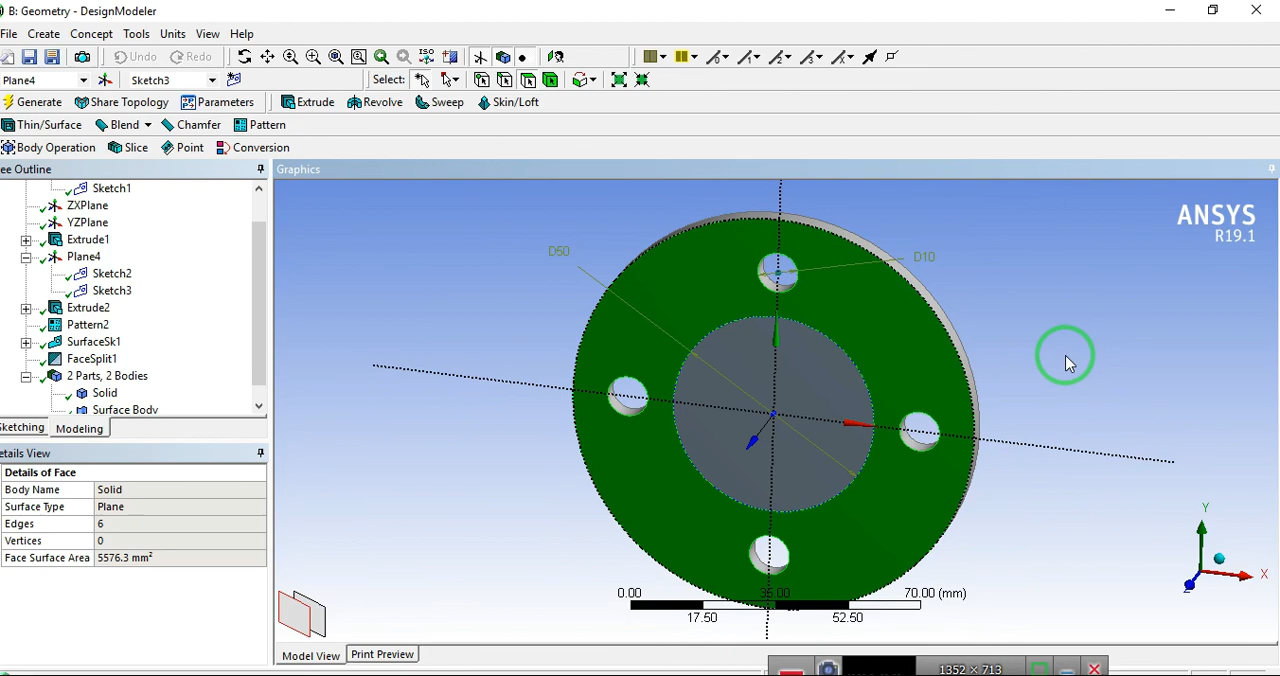 B: Geometry - DesignModeler
File Create Concept Tools Units View Help
Undo Redo
Plane4 Sketch3 Select:
Generate Share Topology Parameters Extrude Revolve Sweep Skin/Loft
Thin/Surface Blend Chamfer Pattern
Body Operation Slice Point Conversion
ee Outline
Graphics
Sketch1
ZXPlane
YZPlane
Extrude1
Plane4
Sketch2
Sketch3
Extrude2
Pattern2
SurfaceSk1
FaceSplit1
2 Parts, 2 Bodies
Solid
Surface Body
Sketching Modeling
etails View
Details of Face
Body Name Solid
Surface Type Plane
Edges 6
Vertices 0
Face Surface Area 5576.3 mm²
ANSYS
R19.1
D50
D10
0.00 35.00 70.00 (mm)
17.50 52.50
Y
X
Z
Model View Print Preview
1352 × 713